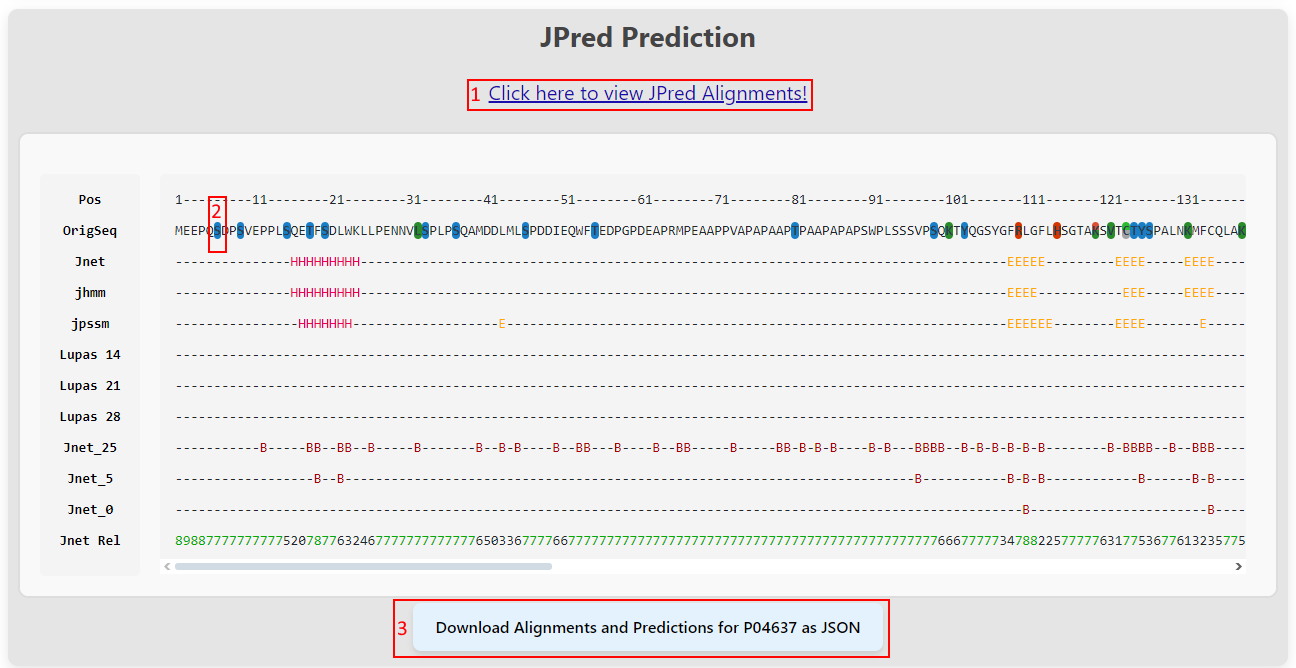 JPred Prediction
1 Click here to view JPred Alignments!
Pos 1---------11--------21--------31--------41--------51--------61--------71--------81--------91--------101-------111-------121-------131------
2
OrigSeq MEEPQSDPSVEPPLSQETFSDLWKLLPENNVLSPLPSQAMDDLMLSPDDIEQWFTEDPGPDEAPRMPEAAPPVAPAPAAPTPAAPAPAPSWPLSSSVPSQKTYQGSYGFRLGFLHSGTAKSVTCTYSPALNKMFCQLAK
Jnet ---------------HHHHHHHHH------------------------------------------------------------------------------------EEEEE---------EEEE-----EEEE----
jhmm ---------------HHHHHHHHH------------------------------------------------------------------------------------EEEE-----------EEE-----EEEE----
jpssm ----------------HHHHHHH-------------------E-----------------------------------------------------------------EEEEEE--------EEEE-------E-----
Lupas 14 -------------------------------------------------------------------------------------------------------------------------------------------
Lupas 21 -------------------------------------------------------------------------------------------------------------------------------------------
Lupas 28 -------------------------------------------------------------------------------------------------------------------------------------------
Jnet_25 -----------B-----BB--BB--B-----B-------B--B-B----B--BB---B----B--BB-----B-----BB-B-B-B----B-B---BBBB--B-B-B-B-B-B--------B-BBBB--B--BBB----
Jnet_5 ------------------B--B--------------------------------------------------------------------------B-----------B-B-B------------B------B-B----
Jnet_0 --------------------------------------------------------------------------------------------------------------B-----------------------B----
Jnet Rel 8988777777777752078776324677777777777776503367777667777777777777777777777777777777777777777777777776667777734788225777776317753677613235775
3 Download Alignments and Predictions for P04637 as JSON